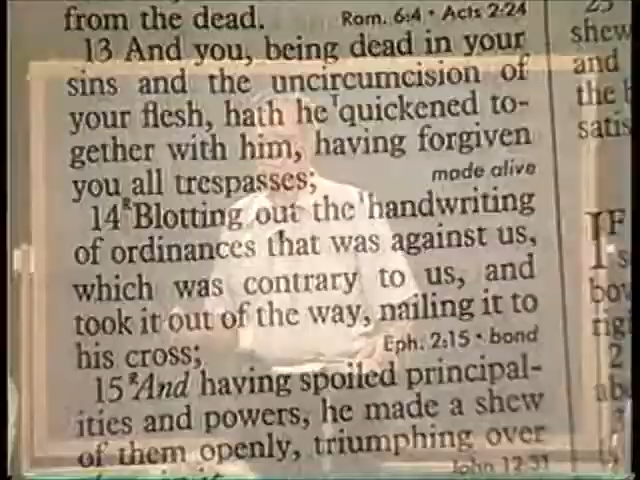 from the dead. Rom. 6:4 • Acts 2:24
13 And you, being dead in your
sins and the uncircumcision of
your flesh, hath he quickened to-
gether with him, having forgiven
you all trespasses; made alive
14 Blotting out the handwriting
of ordinances that was against us,
which was contrary to us, and
took it out of the way, nailing it to
his cross; Eph. 2:15 • bond
15 And having spoiled principal-
ities and powers, he made a shew
of them openly, triumphing over
John 12:31
shew
and
the
satis
IF